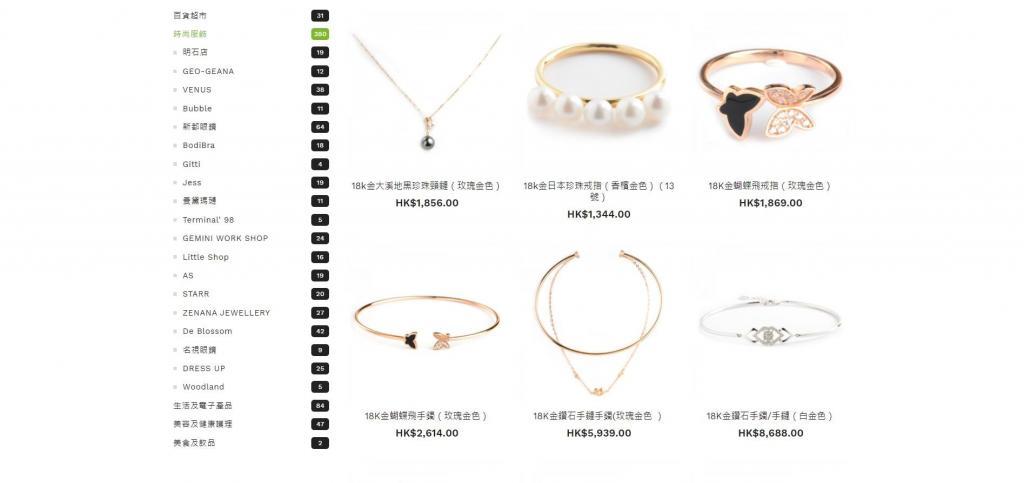 百貨超市 31
時尚服飾 380
明石店 19
GEO-GEANA 12
VENUS 38
Bubble 11
新邨眼鏡 64
BodiBra 18
Gitti 4
Jess 19
曼黛瑪璉 11
Terminal' 98 5
GEMINI WORK SHOP 24
Little Shop 16
AS 19
STARR 20
ZENANA JEWELLERY 27
De Blossom 42
名視眼鏡 9
DRESS UP 25
Woodland 5
生活及電子產品 84
美容及健康護理 47
美食及飲品 2
18k金大溪地黑珍珠頸鏈 ( 玫瑰金色 )
HK$1,856.00
18k金日本珍珠戒指 ( 香檳金色 ) ( 13
號 )
HK$1,344.00
18K金蝴蝶飛戒指 ( 玫瑰金色 )
HK$1,869.00
18K金蝴蝶飛手鐲 ( 玫瑰金色 )
HK$2,614.00
18K金鑽石手鏈手鐲(玫瑰金色 )
HK$5,939.00
18K金鑽石手鐲/手鏈 ( 白金色 )
HK$8,688.00